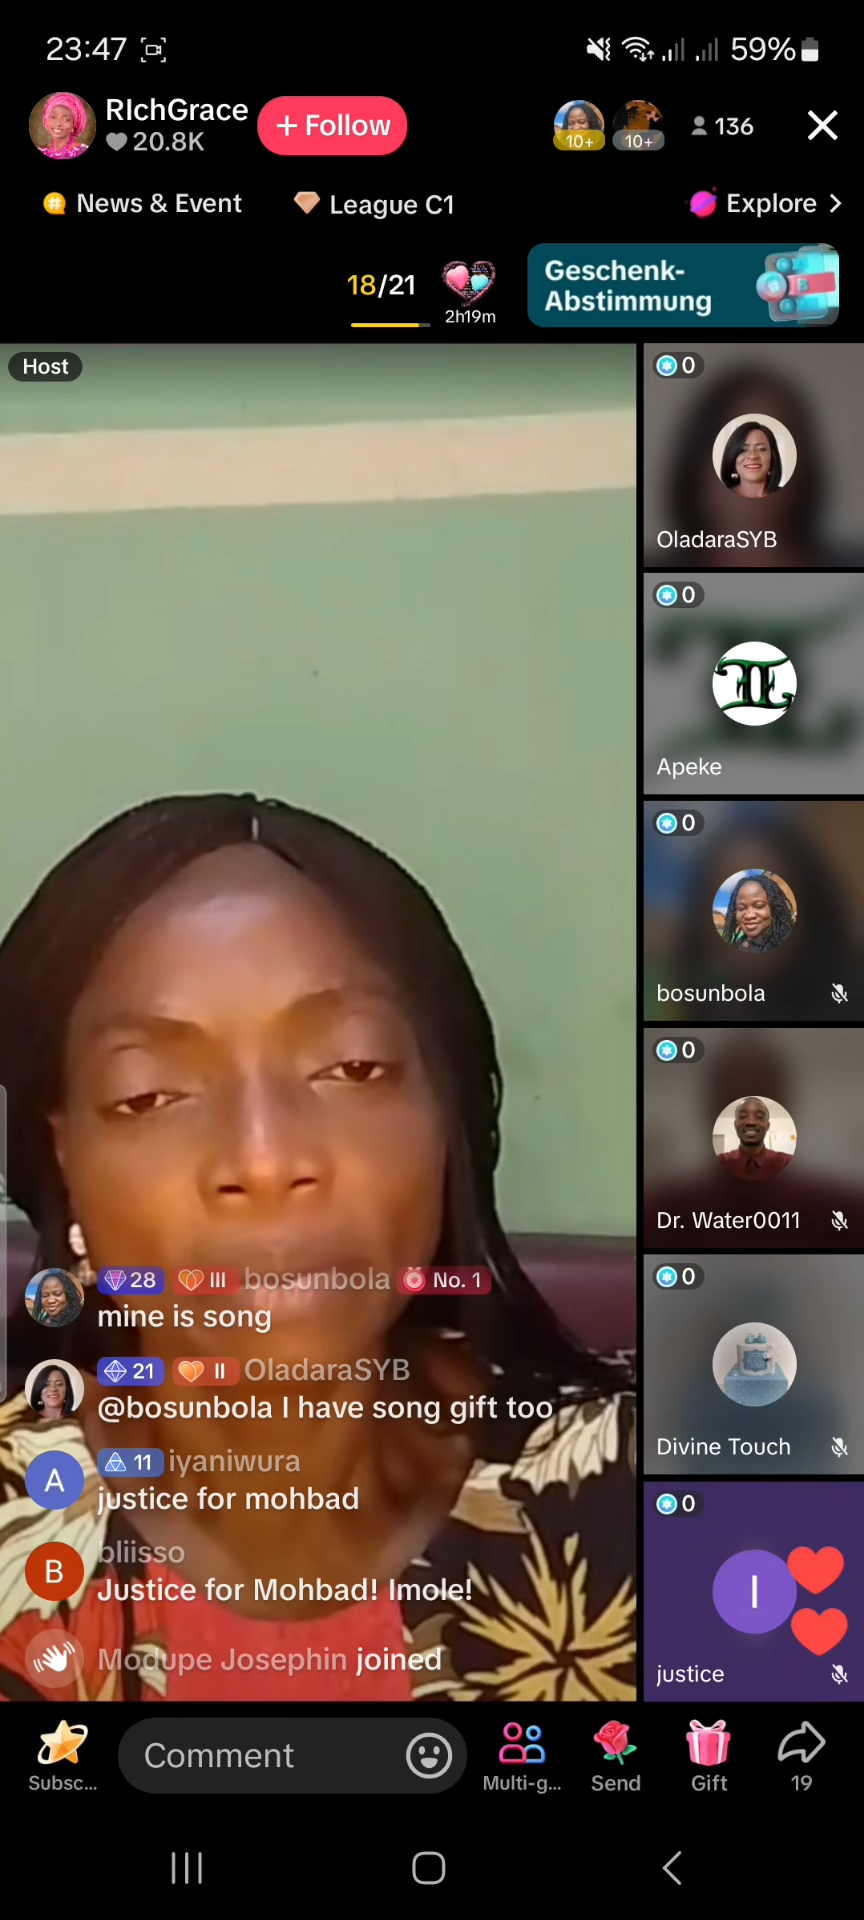 23:47
59%
RIchGrace
20.8K
+ Follow
10+
10+
136
News & Event
League C1
Explore
18/21
2h19m
Geschenk-
Abstimmung
Host
0
OladaraSYB
0
Apeke
0
bosunbola
0
Dr. Water0011
0
Divine Touch
0
I
justice
28 III bosunbola No. 1
mine is song
21 II OladaraSYB
@bosunbola I have song gift too
A
11 iyaniwura
justice for mohbad
B
bliisso
Justice for Mohbad! Imole!
Modupe Josephin joined
Subsc...
Comment
Multi-g...
Send
Gift
19